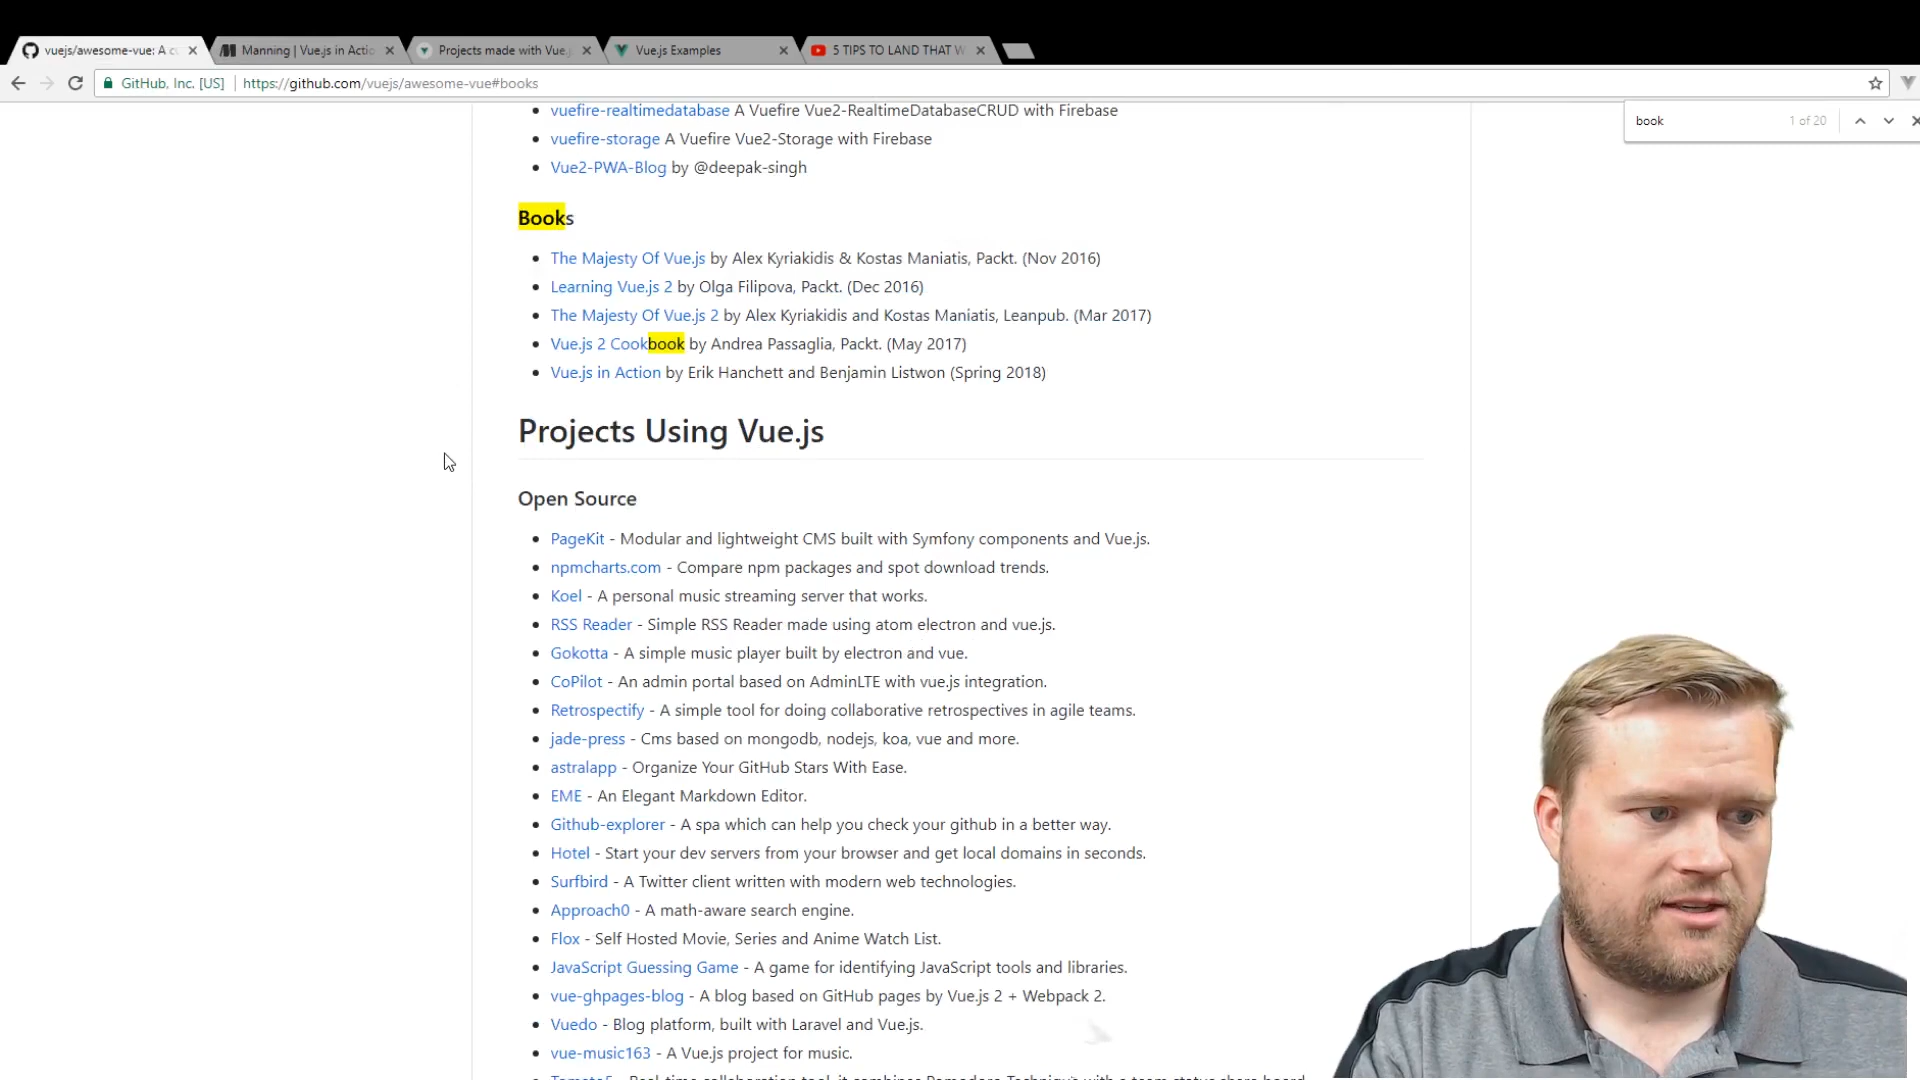 vuejs/awesome-vue: A c
Manning | Vue.js in Actio
Projects made with Vue.j
Vue.js Examples
5 TIPS TO LAND THAT W
GitHub, Inc. [US]
https://github.com/vuejs/awesome-vue#books
book
1 of 20
vuefire-realtimedatabase A Vuefire Vue2-RealtimeDatabaseCRUD with Firebase
vuefire-storage A Vuefire Vue2-Storage with Firebase
Vue2-PWA-Blog by @deepak-singh
Books
The Majesty Of Vue.js by Alex Kyriakidis & Kostas Maniatis, Packt. (Nov 2016)
Learning Vue.js 2 by Olga Filipova, Packt. (Dec 2016)
The Majesty Of Vue.js 2 by Alex Kyriakidis and Kostas Maniatis, Leanpub. (Mar 2017)
Vue.js 2 Cookbook by Andrea Passaglia, Packt. (May 2017)
Vue.js in Action by Erik Hanchett and Benjamin Listwon (Spring 2018)
Projects Using Vue.js
Open Source
PageKit - Modular and lightweight CMS built with Symfony components and Vue.js.
npmcharts.com - Compare npm packages and spot download trends.
Koel - A personal music streaming server that works.
RSS Reader - Simple RSS Reader made using atom electron and vue.js.
Gokotta - A simple music player built by electron and vue.
CoPilot - An admin portal based on AdminLTE with vue.js integration.
Retrospectify - A simple tool for doing collaborative retrospectives in agile teams.
jade-press - Cms based on mongodb, nodejs, koa, vue and more.
astralapp - Organize Your GitHub Stars With Ease.
EME - An Elegant Markdown Editor.
Github-explorer - A spa which can help you check your github in a better way.
Hotel - Start your dev servers from your browser and get local domains in seconds.
Surfbird - A Twitter client written with modern web technologies.
Approach0 - A math-aware search engine.
Flox - Self Hosted Movie, Series and Anime Watch List.
JavaScript Guessing Game - A game for identifying JavaScript tools and libraries.
vue-ghpages-blog - A blog based on GitHub pages by Vue.js 2 + Webpack 2.
Vuedo - Blog platform, built with Laravel and Vue.js.
vue-music163 - A Vue.js project for music.